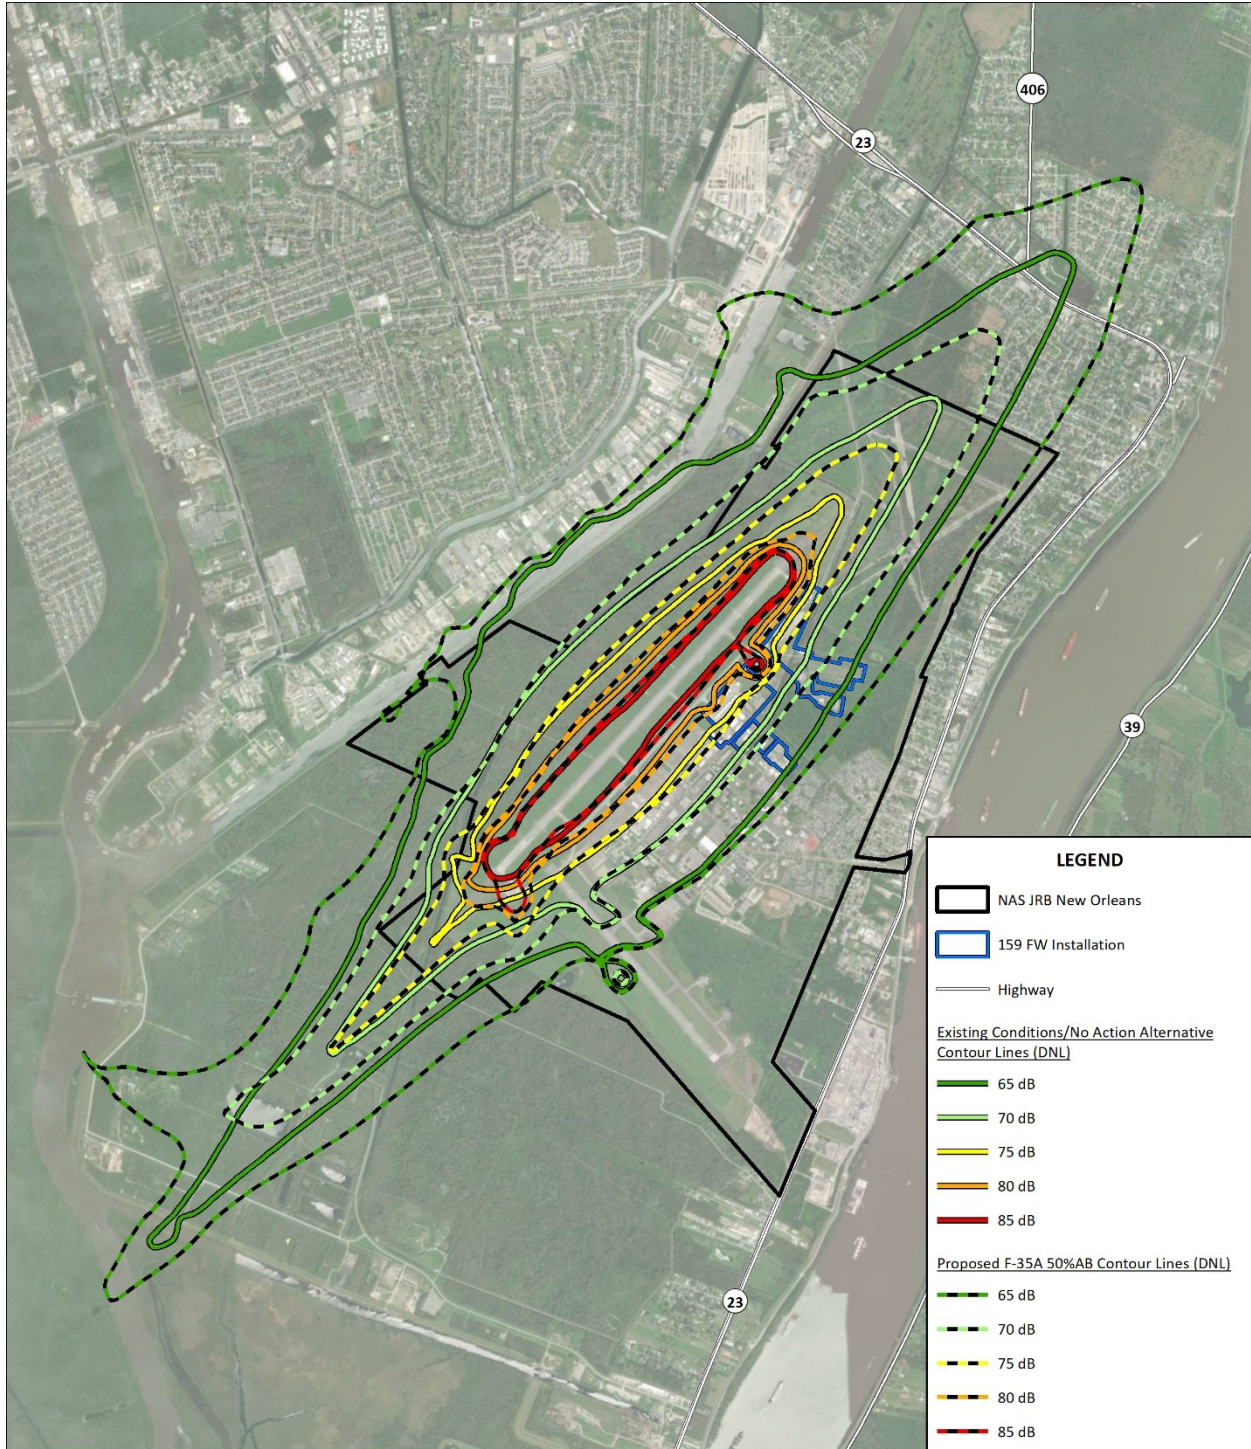 406
23
39
LEGEND
NAS JRB New Orleans
159 FW Installation
Highway
Existing Conditions/No Action Alternative
Contour Lines (DNL)
65 dB
70 dB
75 dB
80 dB
85 dB
Proposed F-35A 50%AB Contour Lines (DNL)
65 dB
70 dB
75 dB
80 dB
85 dB
23